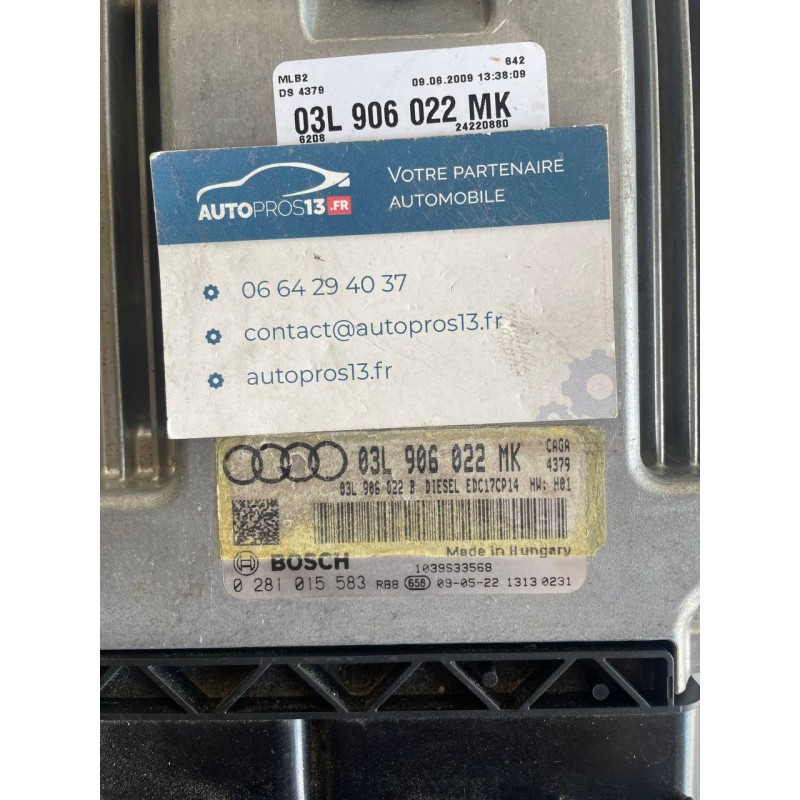 MLB2 642
DS 4379 09.06.2009 13:38:09
03L 906 022 MK
6208 24220880
AUTOPROS13.FR
VOTRE PARTENAIRE
AUTOMOBILE
06 64 29 40 37
contact@autopros13.fr
autopros13.fr
03L 906 022 MK CAGA
4379
03L 906 022 B DIESEL EDC17CP14 HW: H01
Made in Hungary
BOSCH 1039S33568
0 281 015 583 RBB 658 09-05-22 1313 0231